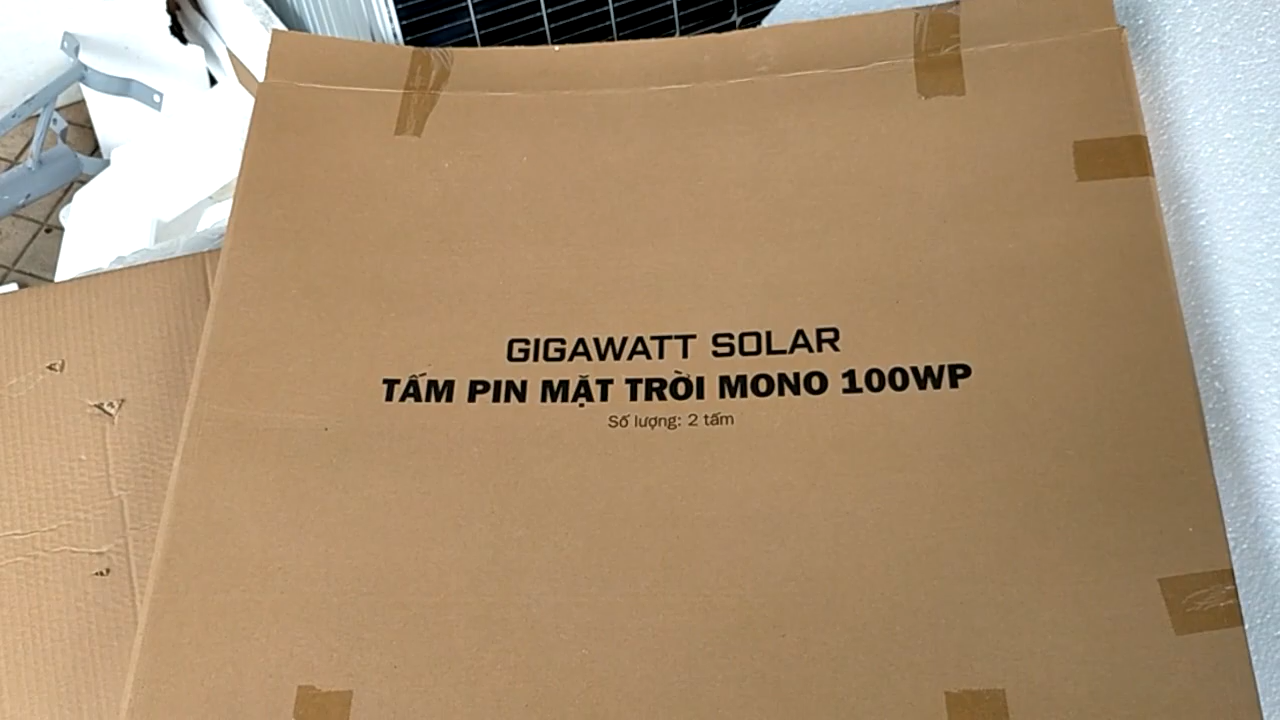 GIGAWATT SOLAR
TẤM PIN MẶT TRỜI MONO 100WP
Số lượng: 2 tấm